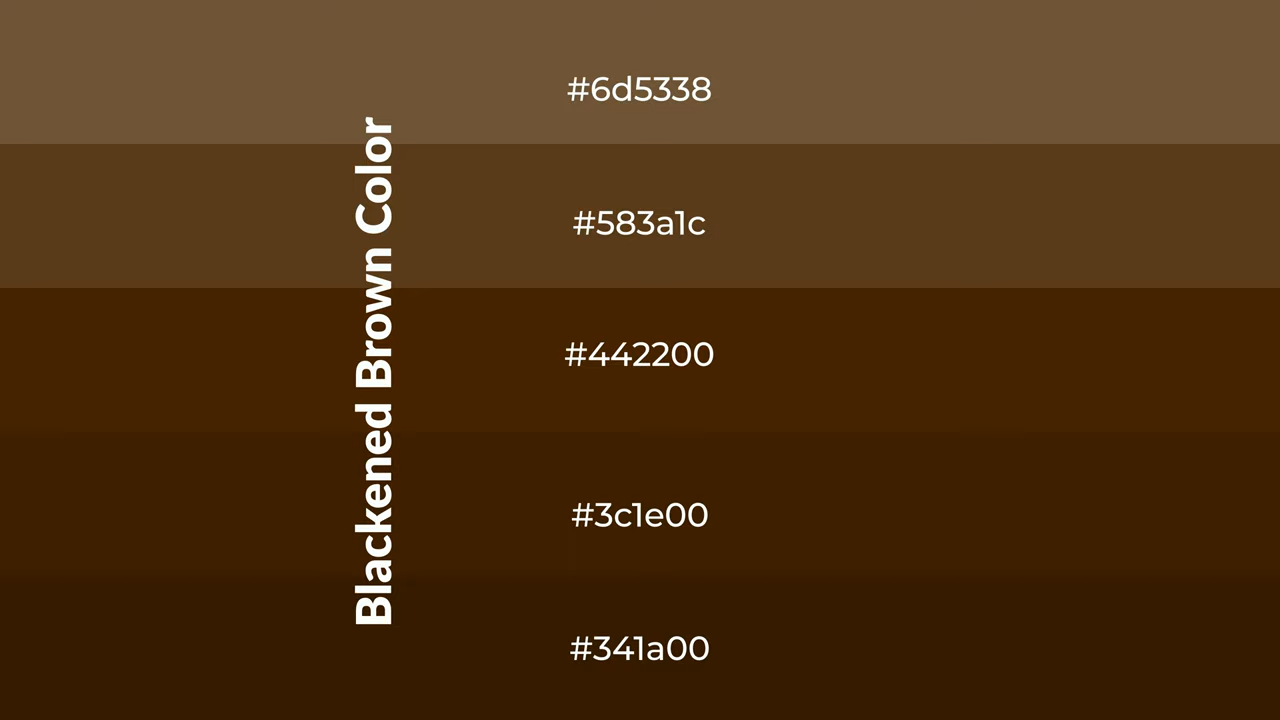 Blackened Brown Color
#6d5338
#583a1c
#442200
#3c1e00
#341a00